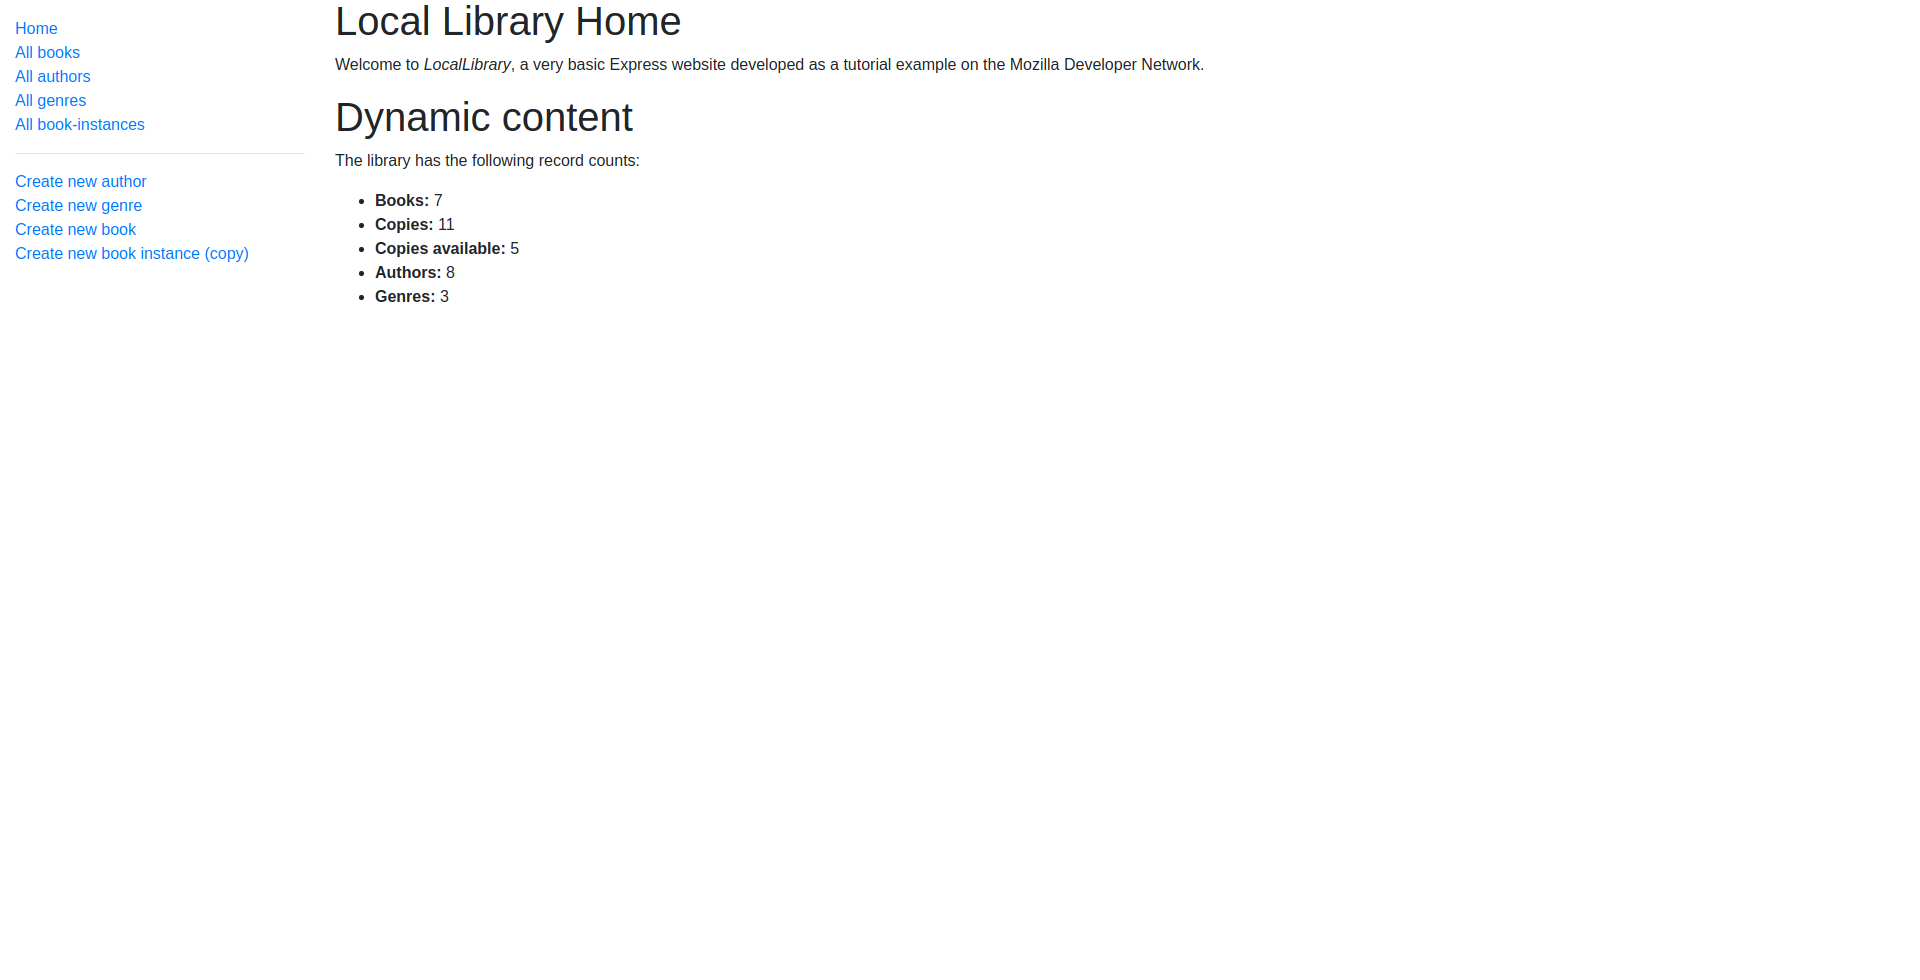 Home
All books
All authors
All genres
All book-instances
Create new author
Create new genre
Create new book
Create new book instance (copy)
Local Library Home
Welcome to LocalLibrary, a very basic Express website developed as a tutorial example on the Mozilla Developer Network.
Dynamic content
The library has the following record counts:
Books: 7
Copies: 11
Copies available: 5
Authors: 8
Genres: 3